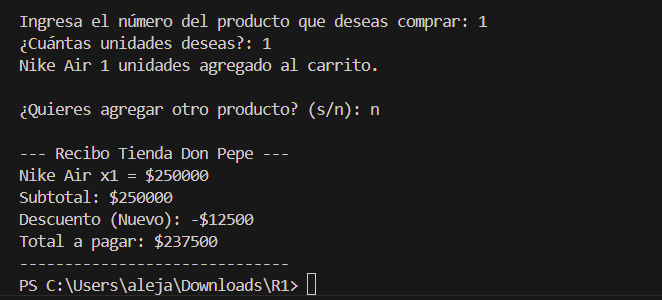 Ingresa el número del producto que deseas comprar: 1
¿Cuántas unidades deseas?: 1
Nike Air 1 unidades agregado al carrito.
¿Quieres agregar otro producto? (s/n): n
--- Recibo Tienda Don Pepe ---
Nike Air x1 = $250000
Subtotal: $250000
Descuento (Nuevo): -$12500
Total a pagar: $237500
------------------------------
PS C:\Users\aleja\Downloads\R1>